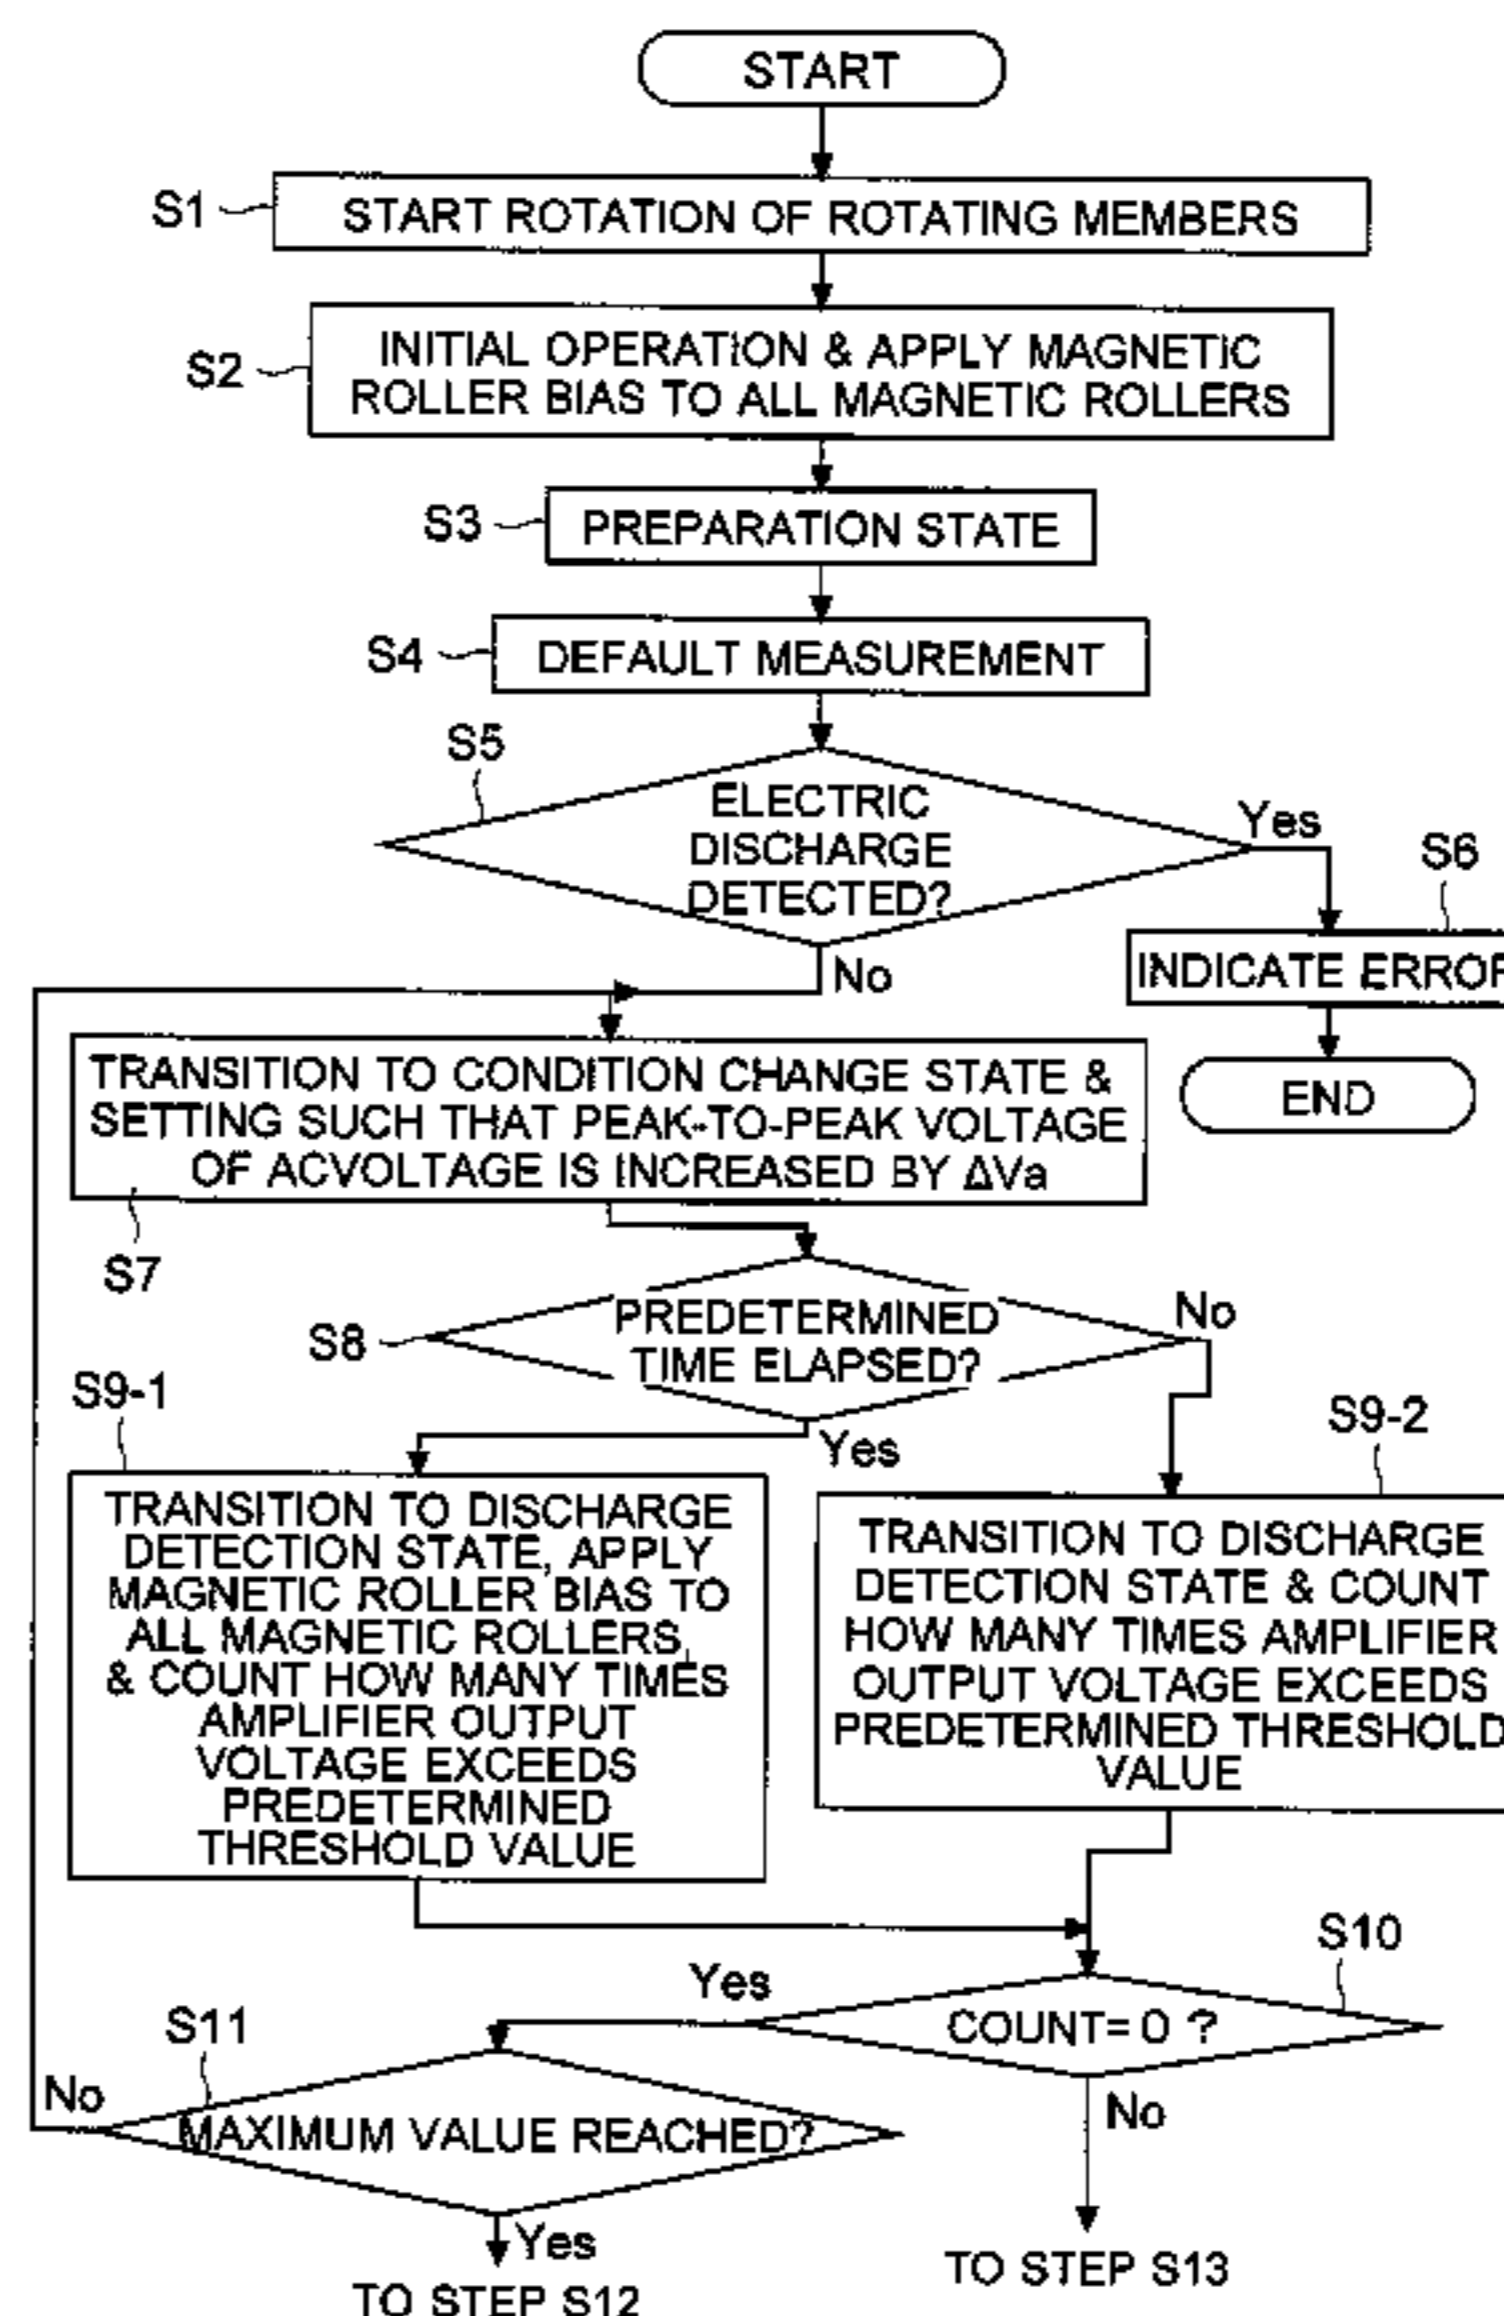 START
S1
START ROTATION OF ROTATING MEMBERS
S2
INITIAL OPERATION & APPLY MAGNETIC
ROLLER BIAS TO ALL MAGNETIC ROLLERS
S3
PREPARATION STATE
S4
DEFAULT MEASUREMENT
S5
ELECTRIC
DISCHARGE
DETECTED?
Yes
S6
No
INDICATE ERROR
END
TRANSITION TO CONDITION CHANGE STATE &
SETTING SUCH THAT PEAK-TO-PEAK VOLTAGE
OF ACVOLTAGE IS INCREASED BY ΔVa
S7
S8
PREDETERMINED
TIME ELAPSED?
No
Yes
S9-1
TRANSITION TO DISCHARGE
DETECTION STATE, APPLY
MAGNETIC ROLLER BIAS TO
ALL MAGNETIC ROLLERS,
& COUNT HOW MANY TIMES
AMPLIFIER OUTPUT
VOLTAGE EXCEEDS
PREDETERMINED
THRESHOLD VALUE
S9-2
TRANSITION TO DISCHARGE
DETECTION STATE & COUNT
HOW MANY TIMES AMPLIFIER
OUTPUT VOLTAGE EXCEEDS
PREDETERMINED THRESHOLD
VALUE
S10
Yes
COUNT= 0 ?
No
S11
No
MAXIMUM VALUE REACHED?
Yes
TO STEP S12
TO STEP S13